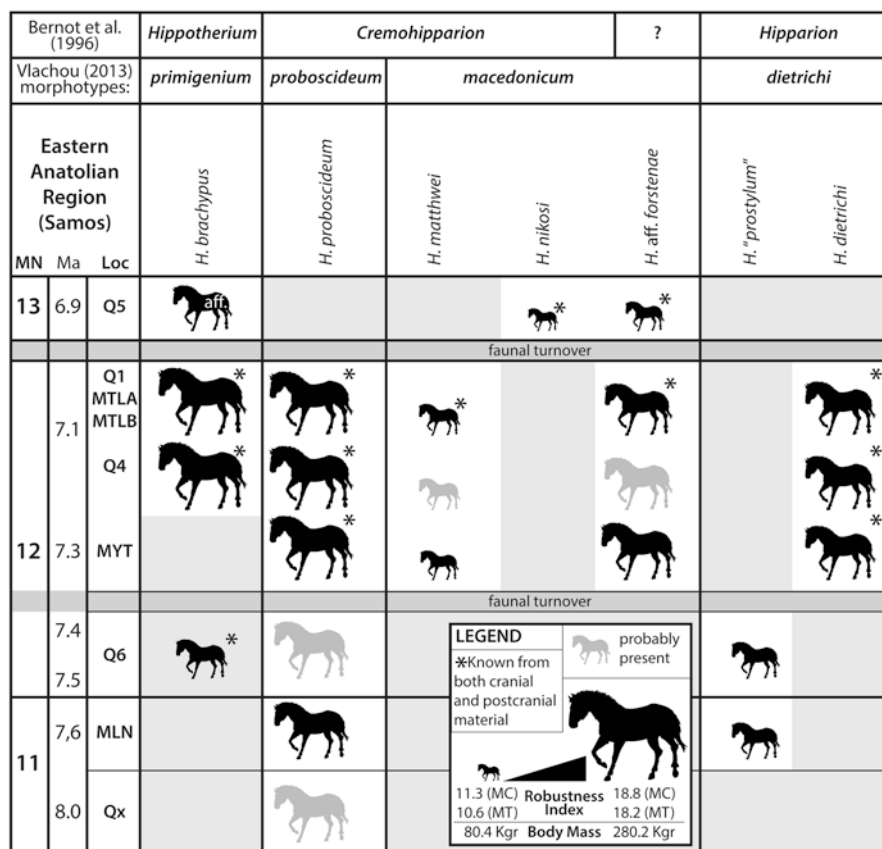 Bernot et al.
(1996)
Hippotherium
Cremohipparion
?
Hipparion
Vlachou (2013)
morphotypes:
primigenium
proboscideum
macedonicum
dietrichi
Eastern
Anatolian
Region
(Samos)
H. brachypus
H. proboscideum
H. matthwei
H. nikosi
H. aff. forstenae
H. "prostylum"
H. dietrichi
MN Ma Loc
13 6.9 Q5
aff.
*
*
faunal turnover
Q1
MTLA
MTLB
7.1
* * * * *
Q4
* * *
12 7.3 MYT
* *
faunal turnover
7.4
7.5
Q6
*
7,6 MLN
11
8.0 Qx
LEGEND
*Known from
both cranial
and postcranial
material
probably
present
11.3 (MC) Robustness 18.8 (MC)
10.6 (MT) Index 18.2 (MT)
80.4 Kgr Body Mass 280.2 Kgr